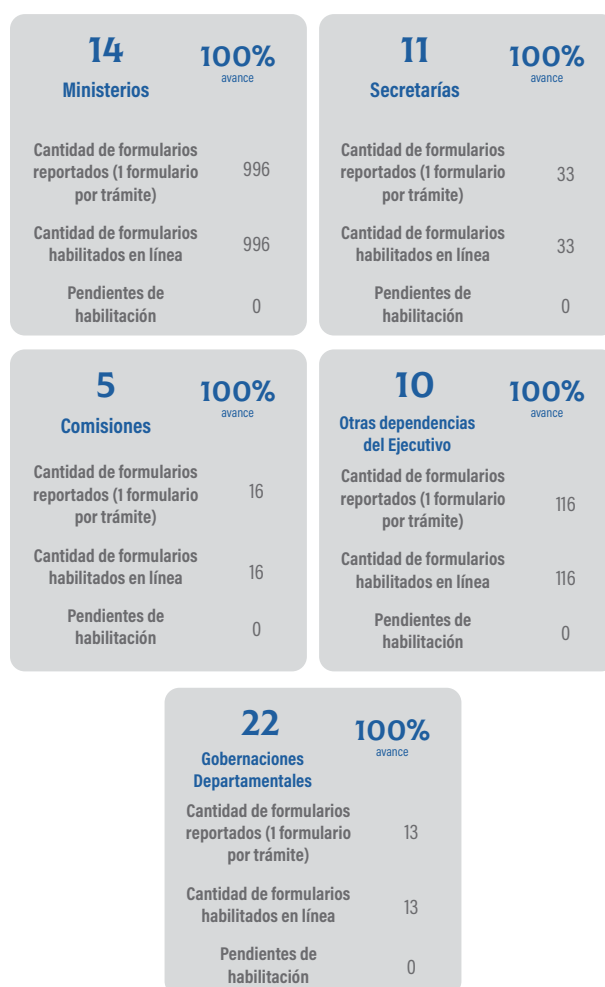 14
100%
avance
Ministerios
Cantidad de formularios
reportados (1 formulario
por trámite)
996
Cantidad de formularios
habilitados en línea
996
Pendientes de
habilitación
0
11
100%
avance
Secretarías
Cantidad de formularios
reportados (1 formulario
por trámite)
33
Cantidad de formularios
habilitados en línea
33
Pendientes de
habilitación
0
5
100%
avance
Comisiones
Cantidad de formularios
reportados (1 formulario
por trámite)
16
Cantidad de formularios
habilitados en línea
16
Pendientes de
habilitación
0
10
100%
avance
Otras dependencias
del Ejecutivo
Cantidad de formularios
reportados (1 formulario
por trámite)
116
Cantidad de formularios
habilitados en línea
116
Pendientes de
habilitación
0
22
100%
avance
Gobernaciones
Departamentales
Cantidad de formularios
reportados (1 formulario
por trámite)
13
Cantidad de formularios
habilitados en línea
13
Pendientes de
habilitación
0